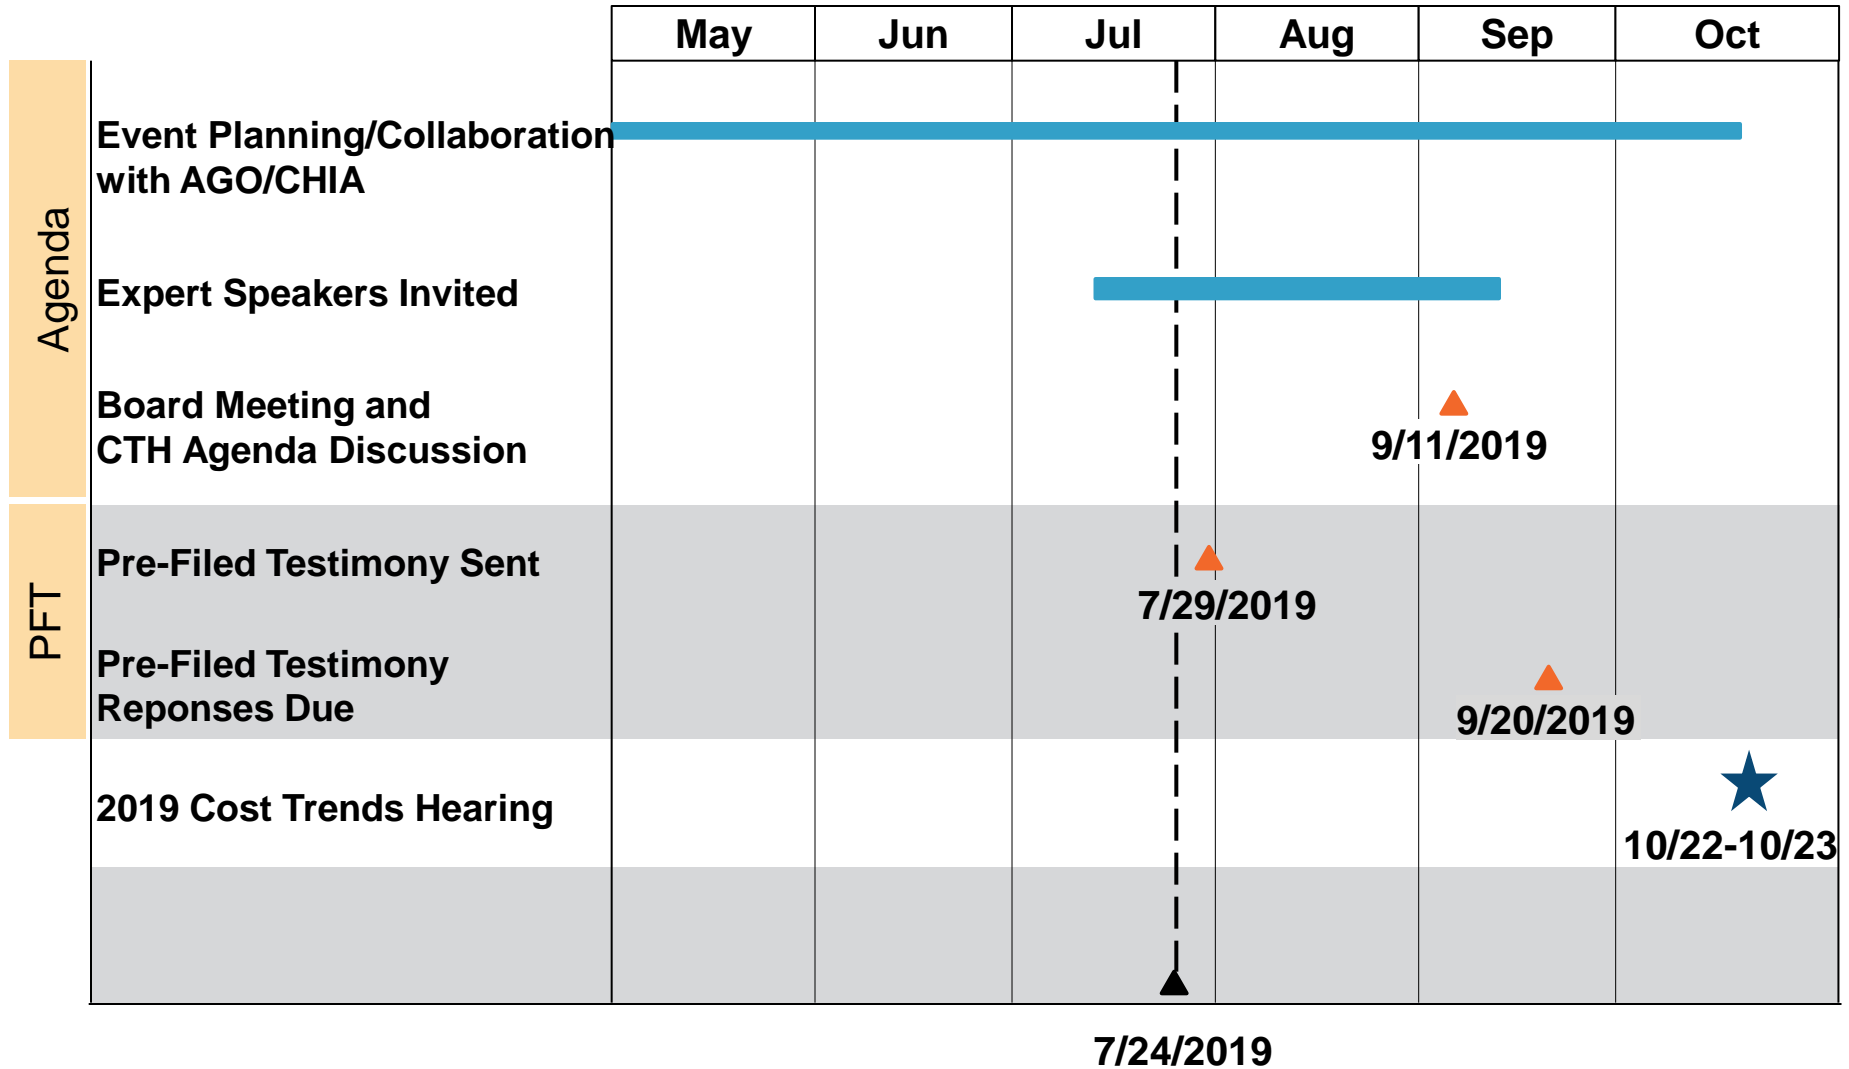 May Jun Jul Aug Sep Oct
Agenda
Event Planning/Collaboration
with AGO/CHIA
Expert Speakers Invited
Board Meeting and
CTH Agenda Discussion
9/11/2019
PFT
Pre-Filed Testimony Sent
7/29/2019
Pre-Filed Testimony
Reponses Due
9/20/2019
2019 Cost Trends Hearing
10/22-10/23
7/24/2019